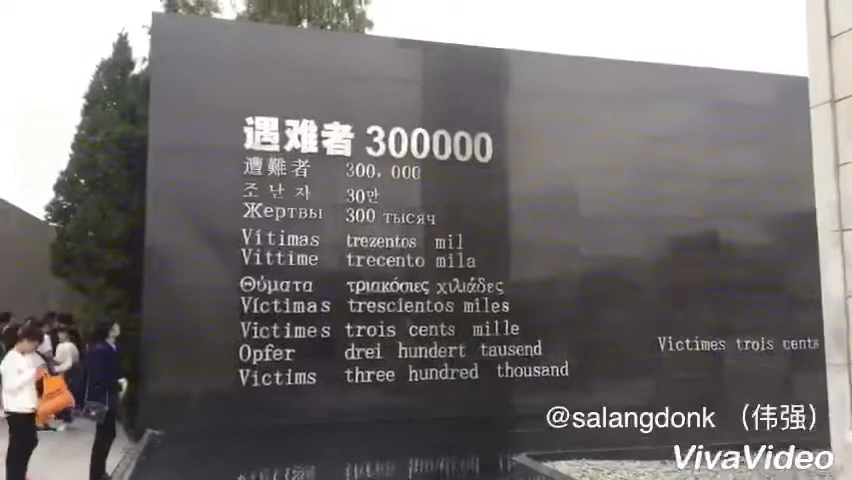 遇难者 300000
遭難者 300,000
조난자 30만
Жертвы 300 тысяч
Vítimas trezentos mil
Vittime trecento mila
Θύματα τριακόσιες χιλιάδες
Víctimas trescientos miles
Victimes trois cents mille
Opfer drei hundert tausend
Victims three hundred thousand
Victimes trois cents
@salangdonk （伟强）
VivaVideo